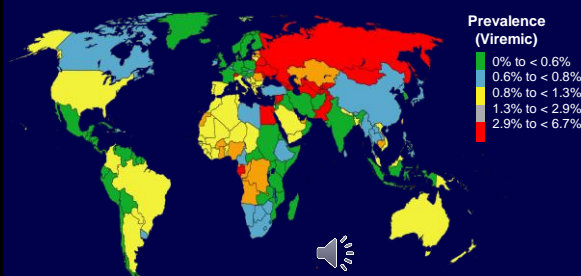 Prevalence
(Viremic)
0% to < 0.6%
0.6% to < 0.8%
0.8% to < 1.3%
1.3% to < 2.9%
2.9% to < 6.7%